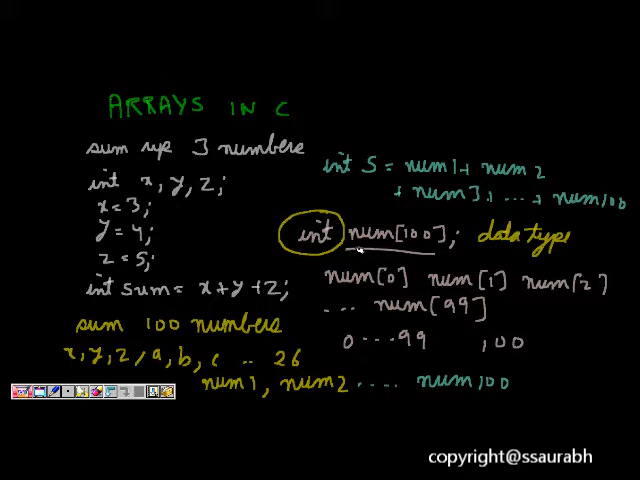 ARRAYS IN C
sum up 3 numbers
int x, y, z;
x=3;
y=4;
z=5;
int sum = x+y+z;
sum 100 numbers
x, y, z, a, b, c .. 26
num1, num2 .... num100
int S = num1 + num2
+ num3, ... + num100
int num[100]; data type
num[0] num[1] num[2]
... num[99]
0 ... 99 , 100
copyright@ssaurabh